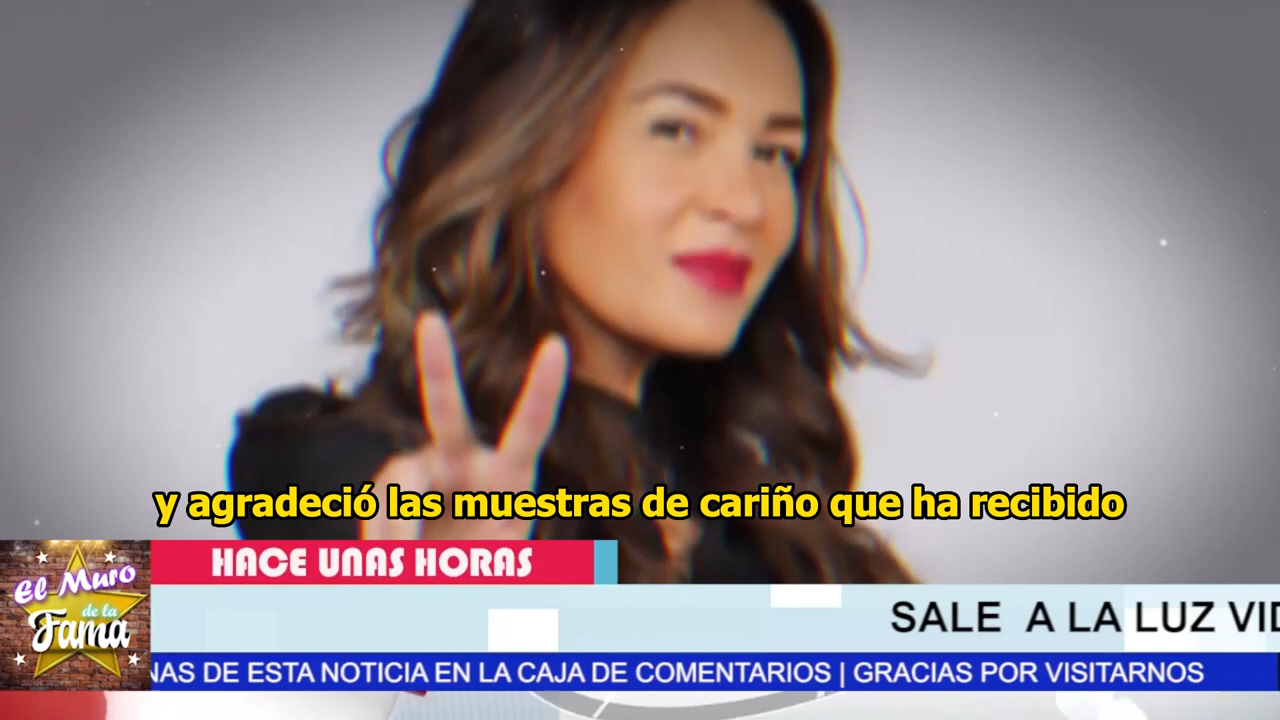 y agradeció las muestras de cariño que ha recibido
HACE UNAS HORAS
El Muro
de la
Fama
SALE A LA LUZ VID
NAS DE ESTA NOTICIA EN LA CAJA DE COMENTARIOS | GRACIAS POR VISITARNOS